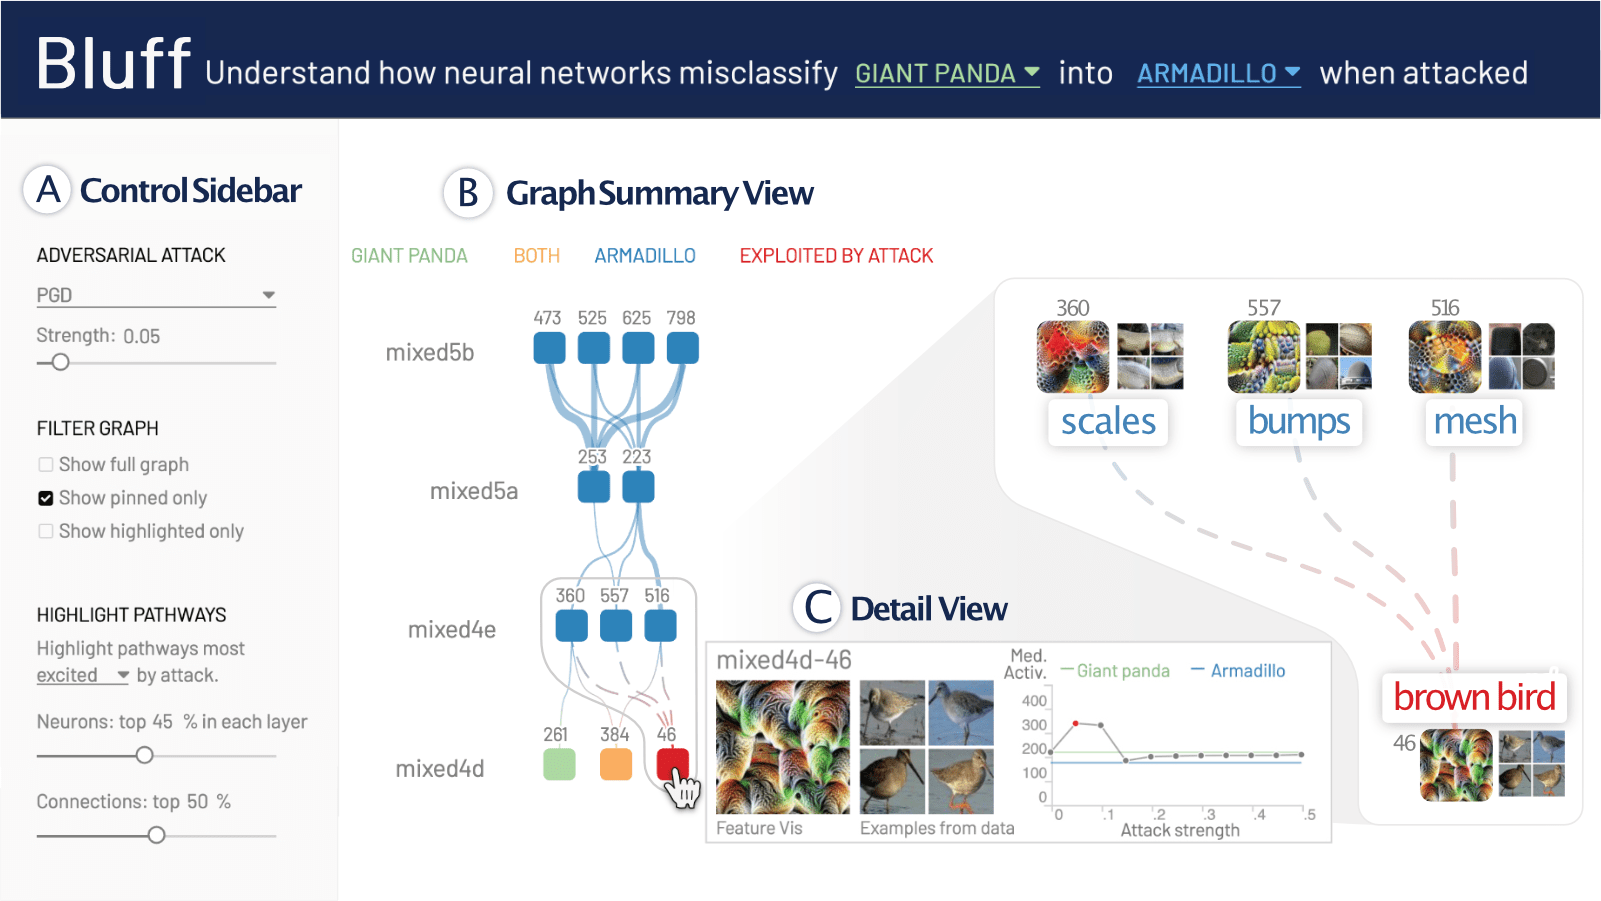 Bluff Understand how neural networks misclassify GIANT PANDA into ARMADILLO when attacked
A Control Sidebar
ADVERSARIAL ATTACK
PGD
Strength: 0.05
FILTER GRAPH
Show full graph
Show pinned only
Show highlighted only
HIGHLIGHT PATHWAYS
Highlight pathways most
excited by attack.
Neurons: top 45 % in each layer
Connections: top 50 %
B Graph Summary View
GIANT PANDA BOTH ARMADILLO EXPLOITED BY ATTACK
473 525 625 798
mixed5b
253 223
mixed5a
360 557 516
mixed4e
261 384 46
mixed4d
360 557 516
scales bumps mesh
brown bird
46
C Detail View
mixed4d-46
Feature Vis
Examples from data
Med.
Activ.
Giant panda Armadillo
400
300
200
100
0
0 .1 .2 .3 .4 .5
Attack strength